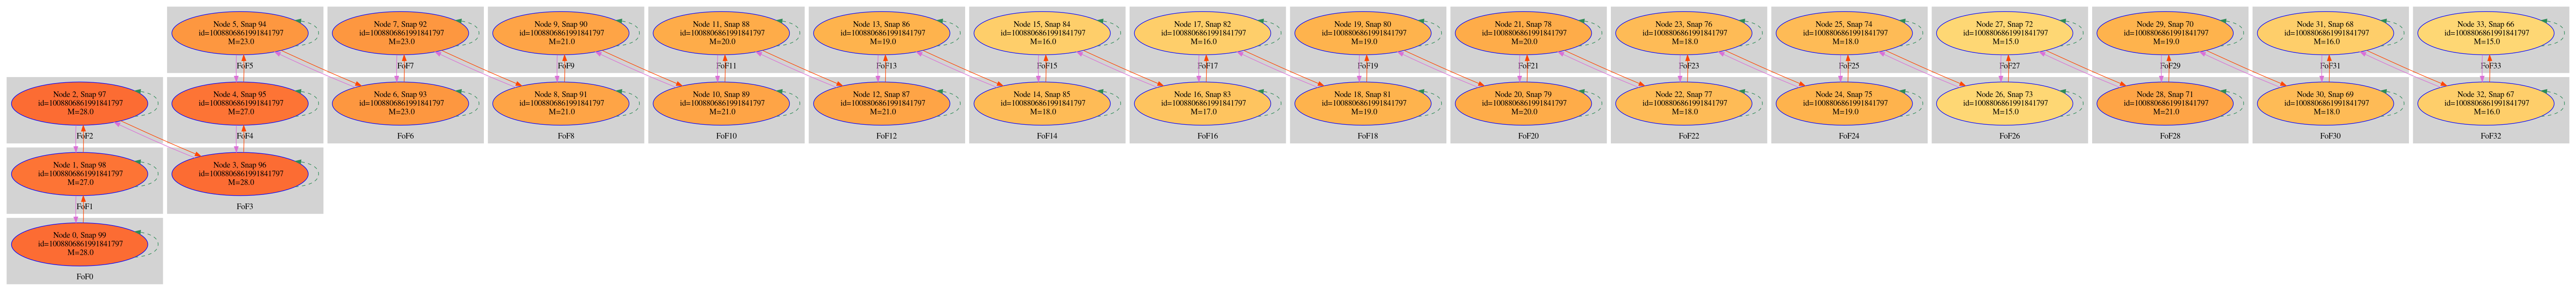 Node 5, Snap 94
id=1008806861991841797
M=23.0
FoF5
Node 7, Snap 92
id=1008806861991841797
M=23.0
FoF7
Node 9, Snap 90
id=1008806861991841797
M=21.0
FoF9
Node 11, Snap 88
id=1008806861991841797
M=20.0
FoF11
Node 13, Snap 86
id=1008806861991841797
M=19.0
FoF13
Node 15, Snap 84
id=1008806861991841797
M=16.0
FoF15
Node 17, Snap 82
id=1008806861991841797
M=16.0
FoF17
Node 19, Snap 80
id=1008806861991841797
M=19.0
FoF19
Node 21, Snap 78
id=1008806861991841797
M=20.0
FoF21
Node 23, Snap 76
id=1008806861991841797
M=18.0
FoF23
Node 25, Snap 74
id=1008806861991841797
M=18.0
FoF25
Node 27, Snap 72
id=1008806861991841797
M=15.0
FoF27
Node 29, Snap 70
id=1008806861991841797
M=19.0
FoF29
Node 31, Snap 68
id=1008806861991841797
M=16.0
FoF31
Node 33, Snap 66
id=1008806861991841797
M=15.0
FoF33
Node 2, Snap 97
id=1008806861991841797
M=28.0
FoF2
Node 4, Snap 95
id=1008806861991841797
M=27.0
FoF4
Node 6, Snap 93
id=1008806861991841797
M=23.0
FoF6
Node 8, Snap 91
id=1008806861991841797
M=21.0
FoF8
Node 10, Snap 89
id=1008806861991841797
M=21.0
FoF10
Node 12, Snap 87
id=1008806861991841797
M=21.0
FoF12
Node 14, Snap 85
id=1008806861991841797
M=18.0
FoF14
Node 16, Snap 83
id=1008806861991841797
M=17.0
FoF16
Node 18, Snap 81
id=1008806861991841797
M=19.0
FoF18
Node 20, Snap 79
id=1008806861991841797
M=20.0
FoF20
Node 22, Snap 77
id=1008806861991841797
M=18.0
FoF22
Node 24, Snap 75
id=1008806861991841797
M=19.0
FoF24
Node 26, Snap 73
id=1008806861991841797
M=15.0
FoF26
Node 28, Snap 71
id=1008806861991841797
M=21.0
FoF28
Node 30, Snap 69
id=1008806861991841797
M=18.0
FoF30
Node 32, Snap 67
id=1008806861991841797
M=16.0
FoF32
Node 1, Snap 98
id=1008806861991841797
M=27.0
FoF1
Node 3, Snap 96
id=1008806861991841797
M=28.0
FoF3
Node 0, Snap 99
id=1008806861991841797
M=28.0
FoF0